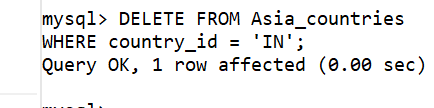 mysql> DELETE FROM Asia_countries
WHERE country_id = 'IN';
Query OK, 1 row affected (0.00 sec)